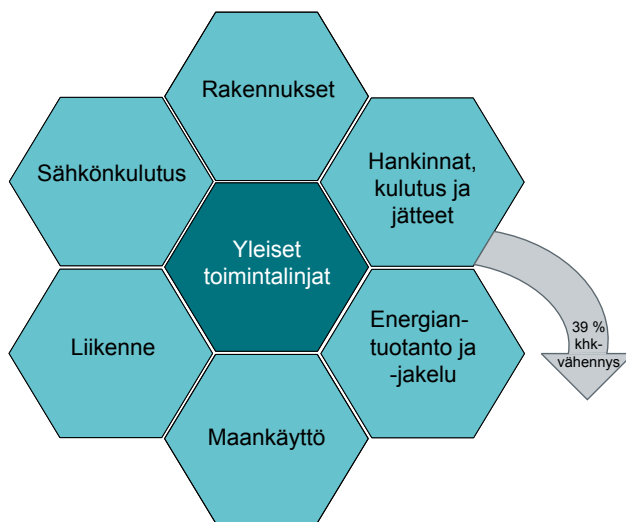 Rakennukset
Sähkönkulutus
Hankinnat,
kulutus ja
jätteet
Yleiset
toimintalinjat
Liikenne
Energian-
tuotanto ja
-jakelu
39 %
khk-
vähennys
Maankäyttö